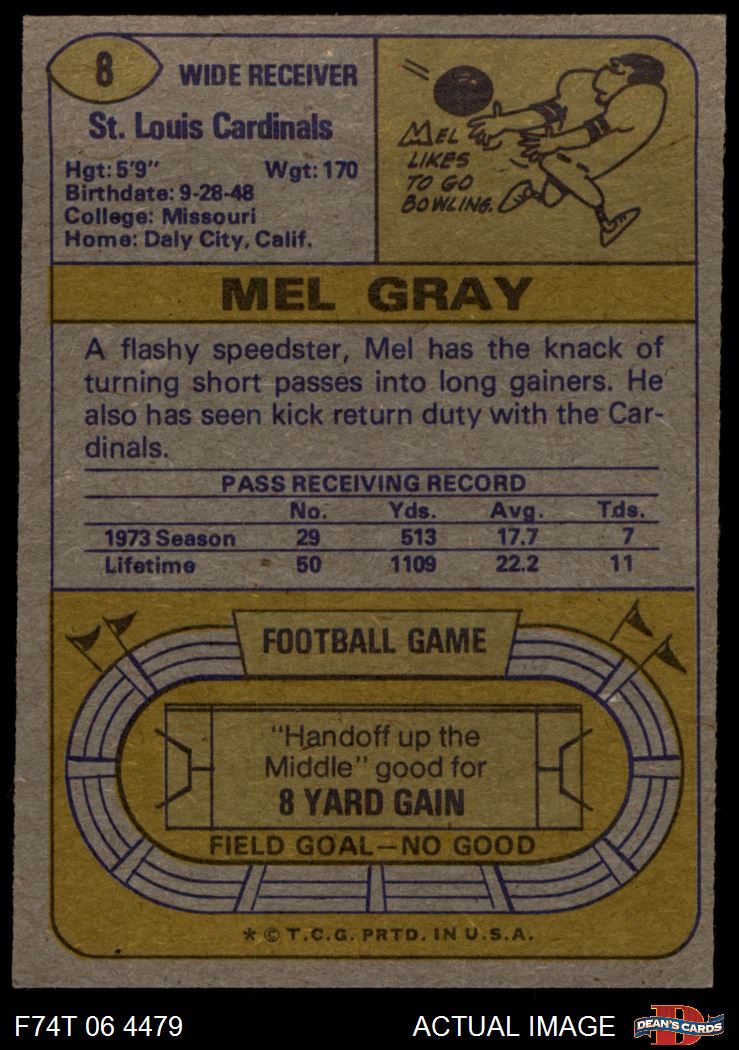 8
WIDE RECEIVER
St. Louis Cardinals
Hgt: 5'9" Wgt: 170
Birthdate: 9-28-48
College: Missouri
Home: Daly City, Calif.
MEL
LIKES
TO GO
BOWLING.
MEL GRAY
A flashy speedster, Mel has the knack of
turning short passes into long gainers. He
also has seen kick return duty with the Car-
dinals.
PASS RECEIVING RECORD
No. Yds. Avg. Tds.
1973 Season 29 513 17.7 7
Lifetime 50 1109 22.2 11
FOOTBALL GAME
"Handoff up the
Middle" good for
8 YARD GAIN
FIELD GOAL—NO GOOD
* © T.C.G. PRTD. IN U.S.A.
F74T 06 4479
ACTUAL IMAGE
D
DEAN'S CARDS